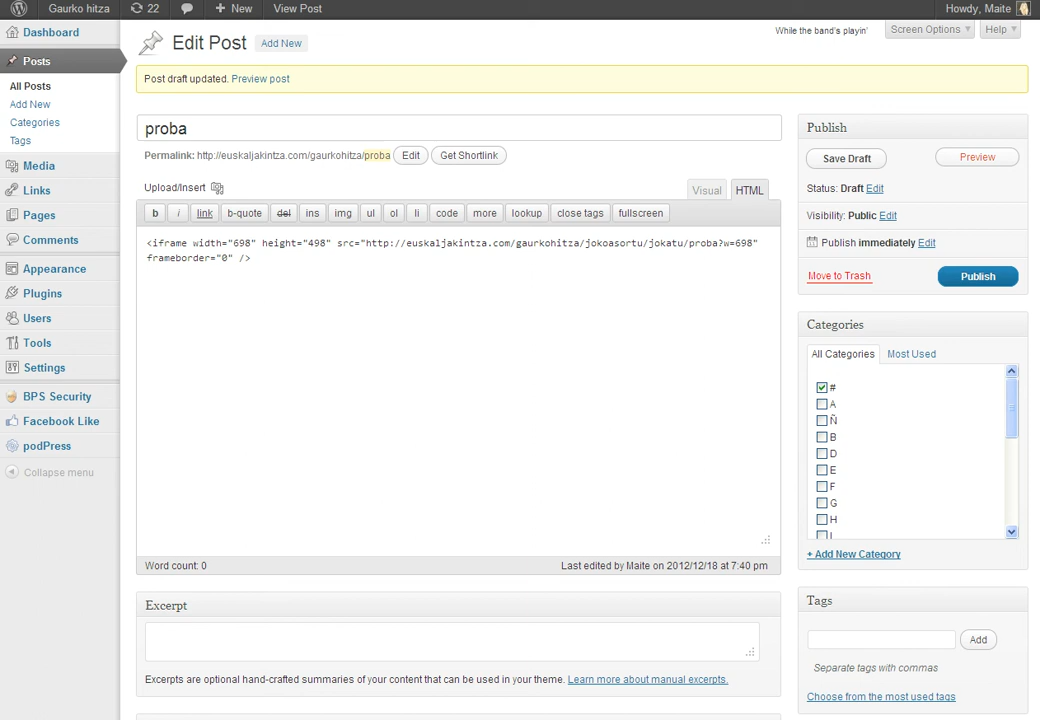 Gaurko hitza 22 + New View Post Howdy, Maite
Dashboard
Posts
All Posts
Add New
Categories
Tags
Media
Links
Pages
Comments
Appearance
Plugins
Users
Tools
Settings
BPS Security
Facebook Like
podPress
Collapse menu
While the band's playin' Screen Options Help
Edit Post Add New
Post draft updated. Preview post
proba
Permalink: http://euskaljakintza.com/gaurkohitza/proba Edit Get Shortlink
Upload/Insert Visual HTML
b i link b-quote del ins img ul ol li code more lookup close tags fullscreen
<iframe width="698" height="498" src="http://euskaljakintza.com/gaurkohitza/jokoasortu/jokatu/proba?w=698"
frameborder="0" />
Word count: 0 Last edited by Maite on 2012/12/18 at 7:40 pm
Excerpt
Excerpts are optional hand-crafted summaries of your content that can be used in your theme. Learn more about manual excerpts.
Publish
Save Draft Preview
Status: Draft Edit
Visibility: Public Edit
Publish immediately Edit
Move to Trash Publish
Categories
All Categories Most Used
#
A
Ñ
B
D
E
F
G
H
+ Add New Category
Tags
Add
Separate tags with commas
Choose from the most used tags